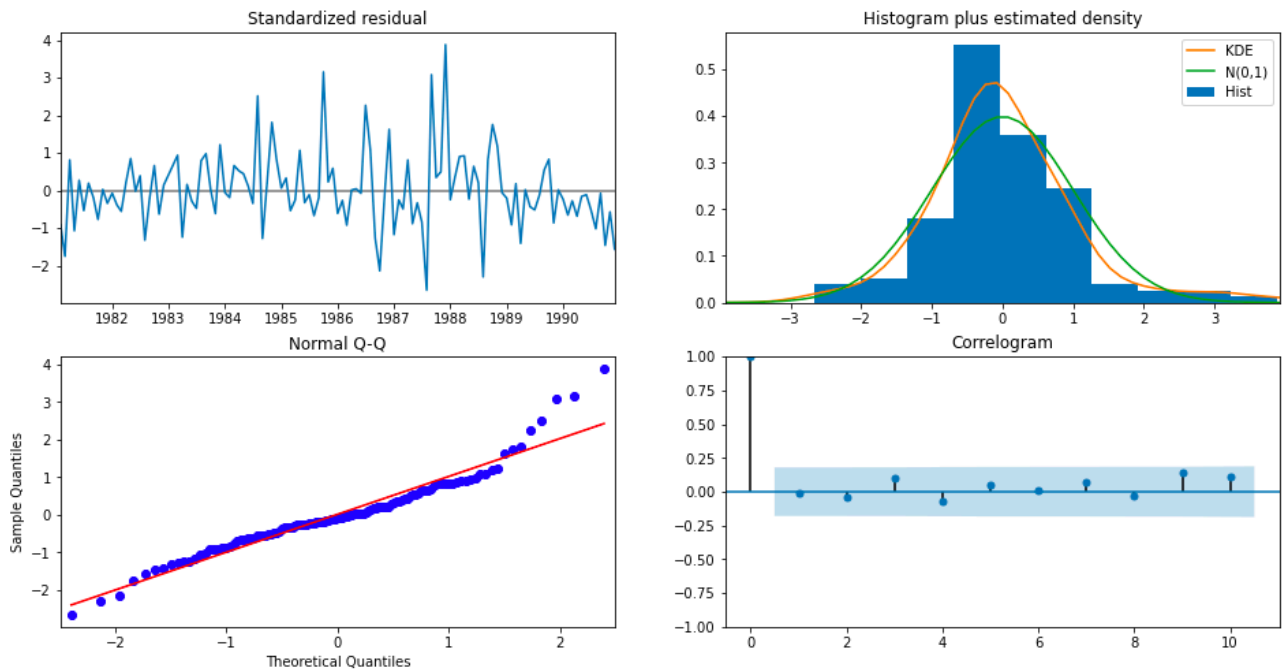 Standardized residual
4
3
2
1
0
−1
−2
1982 1983 1984 1985 1986 1987 1988 1989 1990
Histogram plus estimated density
KDE
N(0,1)
Hist
0.5
0.4
0.3
0.2
0.1
0.0
−3 −2 −1 0 1 2 3
Normal Q-Q
Sample Quantiles
4
3
2
1
0
−1
−2
−2 −1 0 1 2
Theoretical Quantiles
Correlogram
1.00
0.75
0.50
0.25
0.00
−0.25
−0.50
−0.75
−1.00
0 2 4 6 8 10